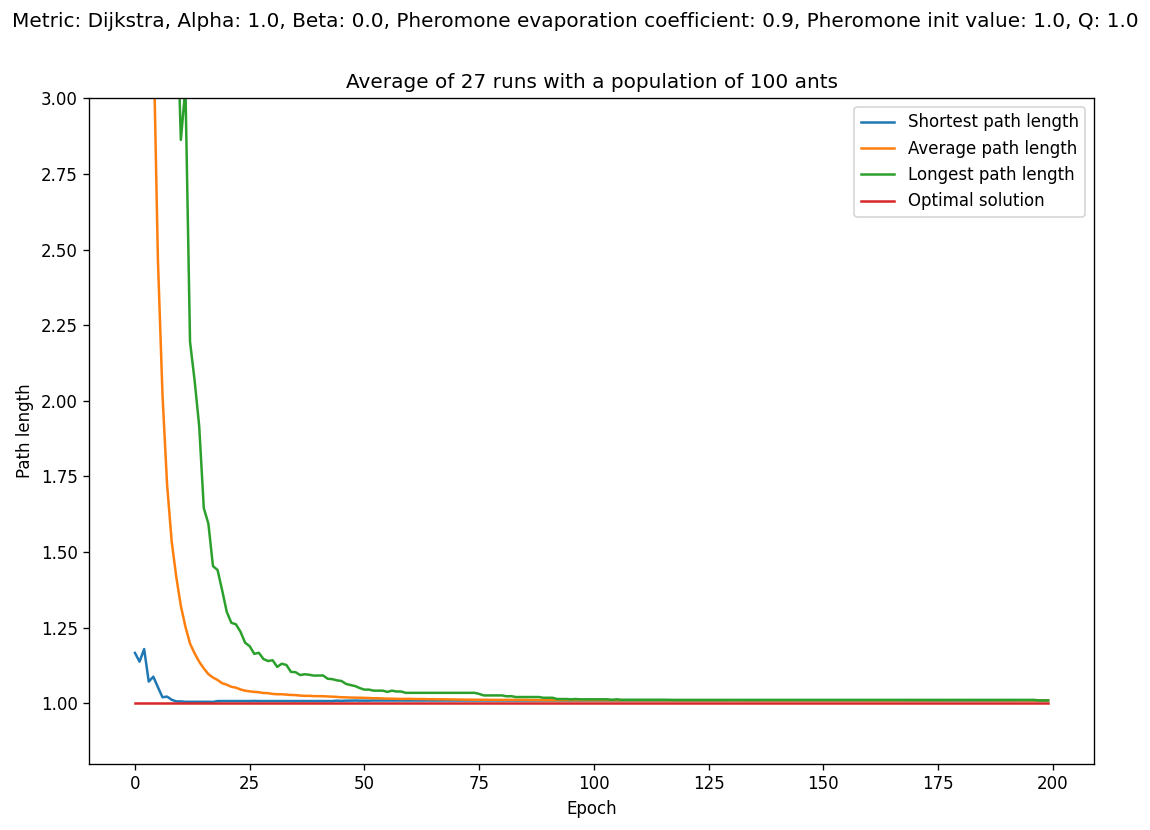 Metric: Dijkstra, Alpha: 1.0, Beta: 0.0, Pheromone evaporation coefficient: 0.9, Pheromone init value: 1.0, Q: 1.0
Average of 27 runs with a population of 100 ants
Shortest path length
Average path length
Longest path length
Optimal solution
Path length
3.00
2.75
2.50
2.25
2.00
1.75
1.50
1.25
1.00
0 25 50 75 100 125 150 175 200
Epoch